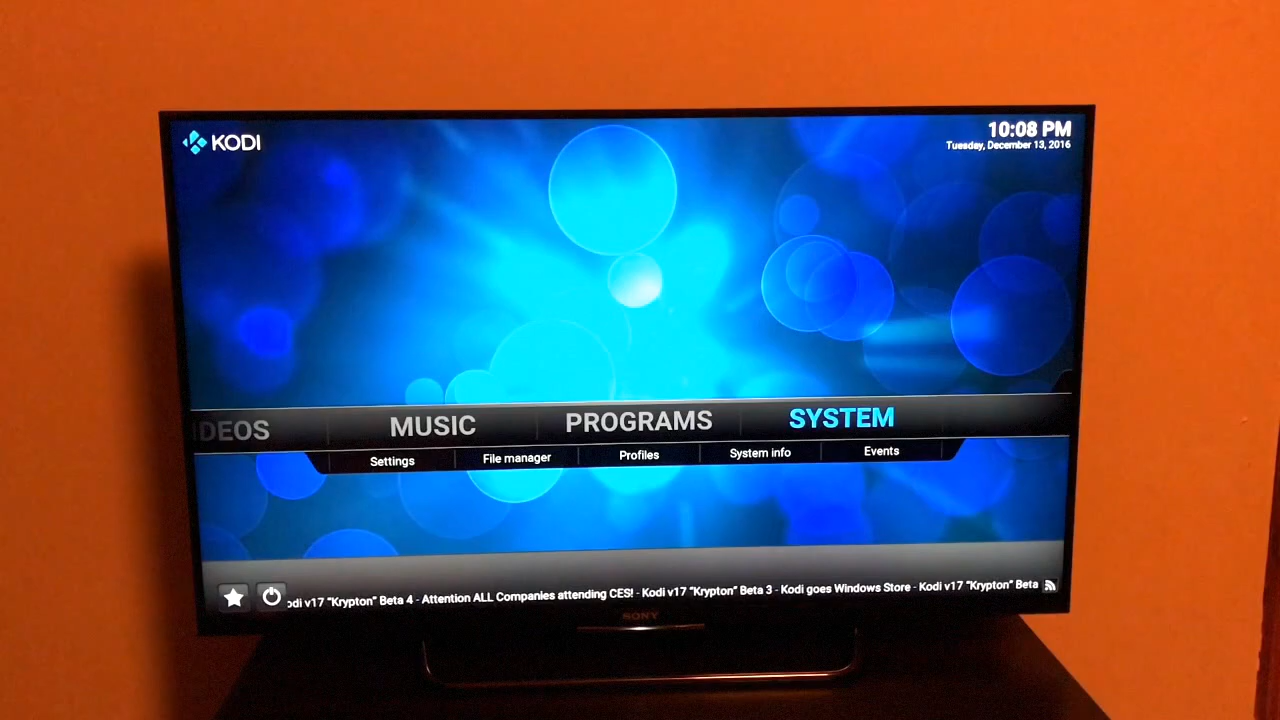 KODI
10:08 PM
Tuesday, December 13, 2016
IDEOS MUSIC PROGRAMS SYSTEM
Settings File manager Profiles System info Events
odi v17 "Krypton" Beta 4 - Attention ALL Companies attending CES! - Kodi v17 "Krypton" Beta 3 - Kodi goes Windows Store - Kodi v17 "Krypton" Beta
SONY